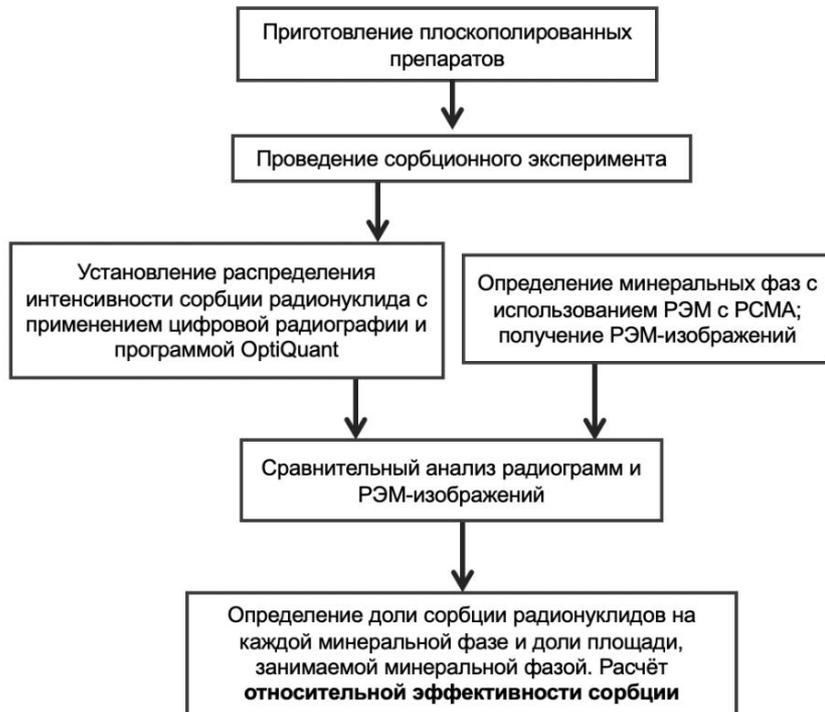 Приготовление плоскополированных
препаратов
Проведение сорбционного эксперимента
Установление распределения
интенсивности сорбции радионуклида с
применением цифровой радиографии и
программой OptiQuant
Определение минеральных фаз с
использованием РЭМ с РСМА;
получение РЭМ-изображений
Сравнительный анализ радиограмм и
РЭМ-изображений
Определение доли сорбции радионуклидов на
каждой минеральной фазе и доли площади,
занимаемой минеральной фазой. Расчёт
относительной эффективности сорбции